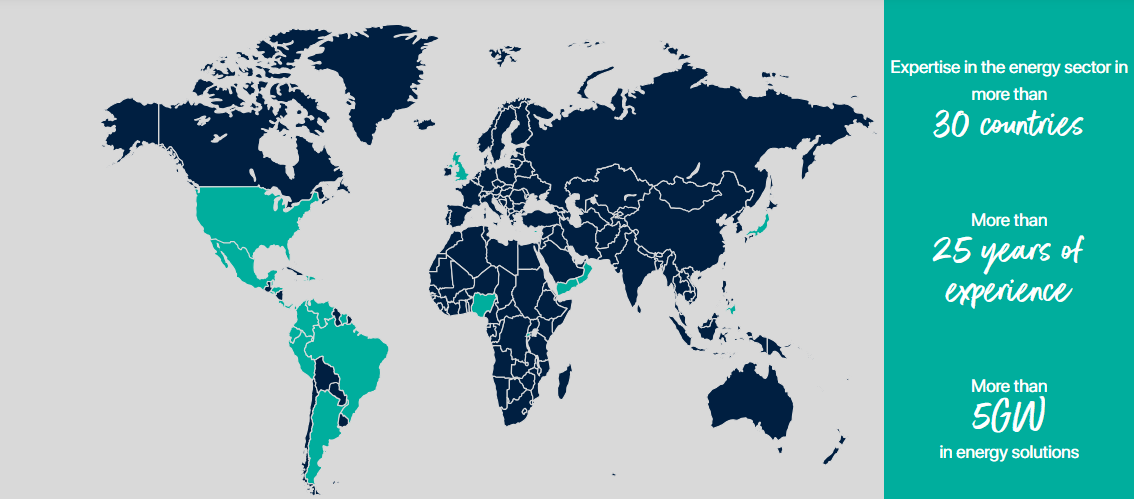 Expertise in the energy sector in
more than
30 countries
More than
25 years of
experience
More than
5GW
in energy solutions